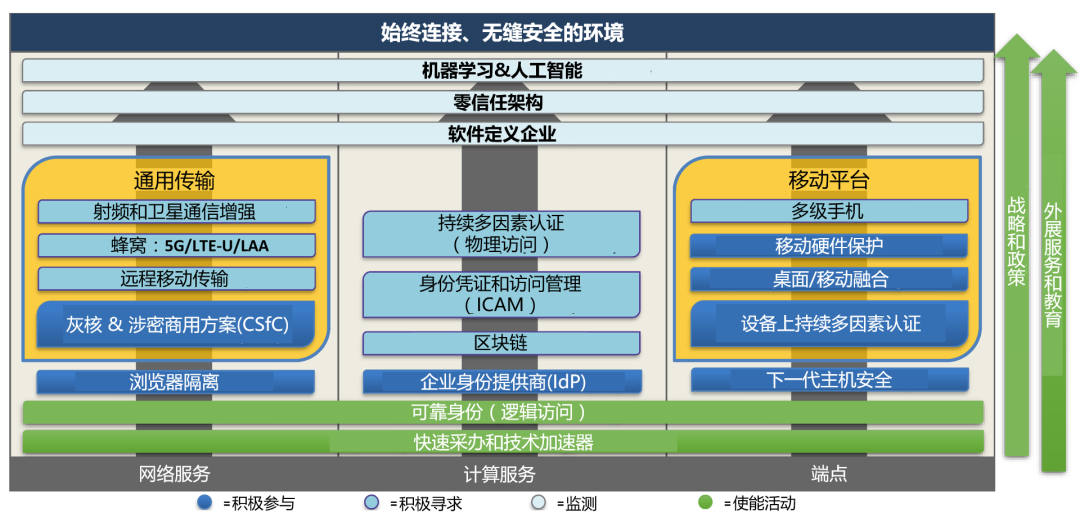 始终连接、无缝安全的环境
机器学习&人工智能
零信任架构
软件定义企业
通用传输
射频和卫星通信增强
蜂窝：5G/LTE-U/LAA
远程移动传输
灰核 & 涉密商用方案(CSfC)
浏览器隔离
持续多因素认证
（物理访问）
身份凭证和访问管理
（ICAM）
区块链
企业身份提供商(IdP)
移动平台
多级手机
移动硬件保护
桌面/移动融合
设备上持续多因素认证
下一代主机安全
可靠身份（逻辑访问）
快速采办和技术加速器
网络服务
计算服务
端点
战略和政策
外展服务和教育
=积极参与
=积极寻求
=监测
=使能活动